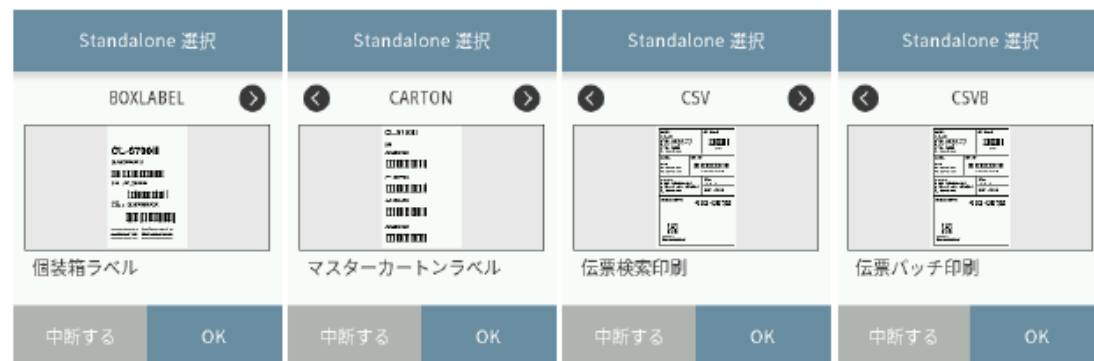 Standalone 選択
BOXLABEL
CL-S700III
個装箱ラベル
中断する
OK
Standalone 選択
CARTON
マスターカートンラベル
中断する
OK
Standalone 選択
CSV
伝票検索印刷
中断する
OK
Standalone 選択
CSVB
伝票バッチ印刷
中断する
OK